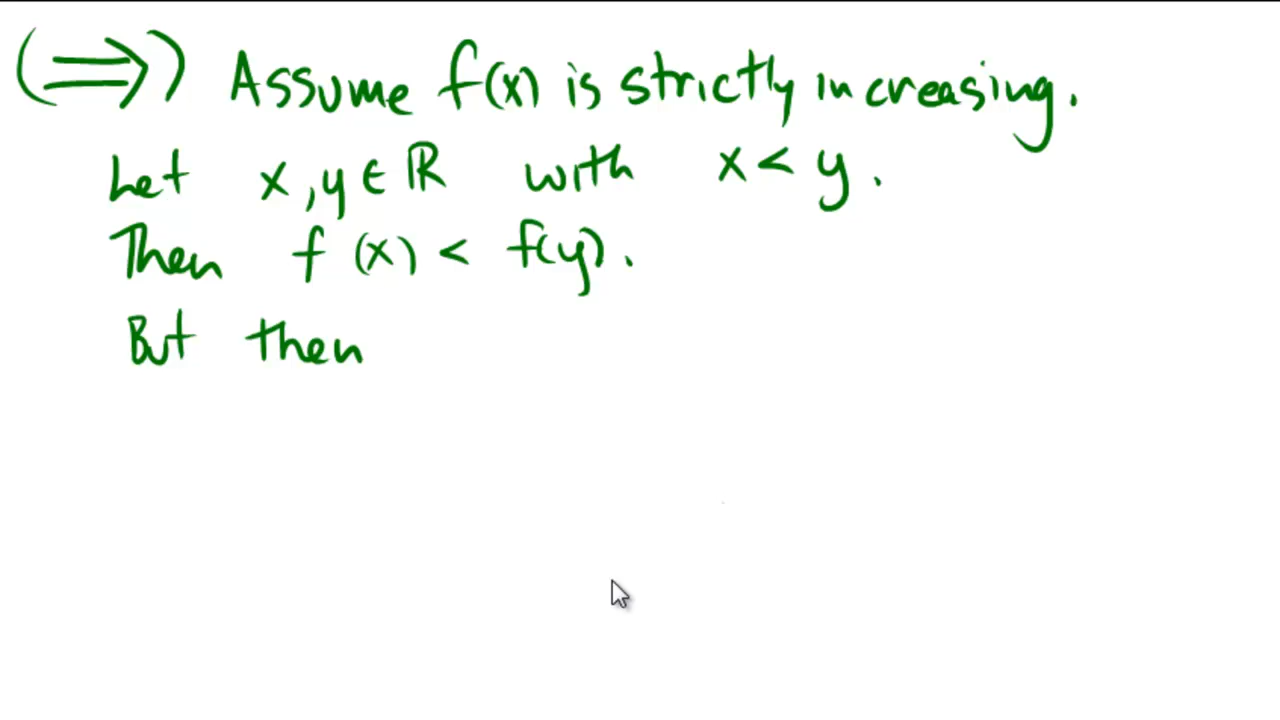 (⟹) Assume f(x) is strictly increasing.
Let x, y ∈ ℝ with x < y.
Then f(x) < f(y).
But then